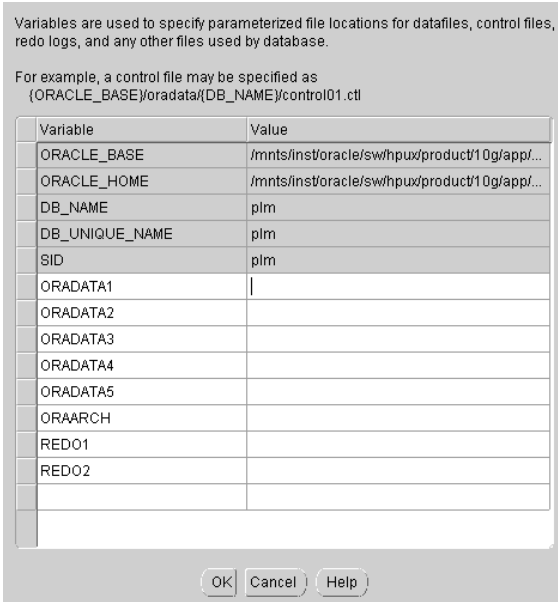 Variables are used to specify parameterized file locations for datafiles, control files,
redo logs, and any other files used by database.
For example, a control file may be specified as
{ORACLE_BASE}/oradata/{DB_NAME}/control01.ctl
Variable Value
ORACLE_BASE /mnts/inst/oracle/sw/hpux/product/10g/app/...
ORACLE_HOME /mnts/inst/oracle/sw/hpux/product/10g/app/...
DB_NAME plm
DB_UNIQUE_NAME plm
SID plm
ORADATA1
ORADATA2
ORADATA3
ORADATA4
ORADATA5
ORAARCH
REDO1
REDO2
OK Cancel Help